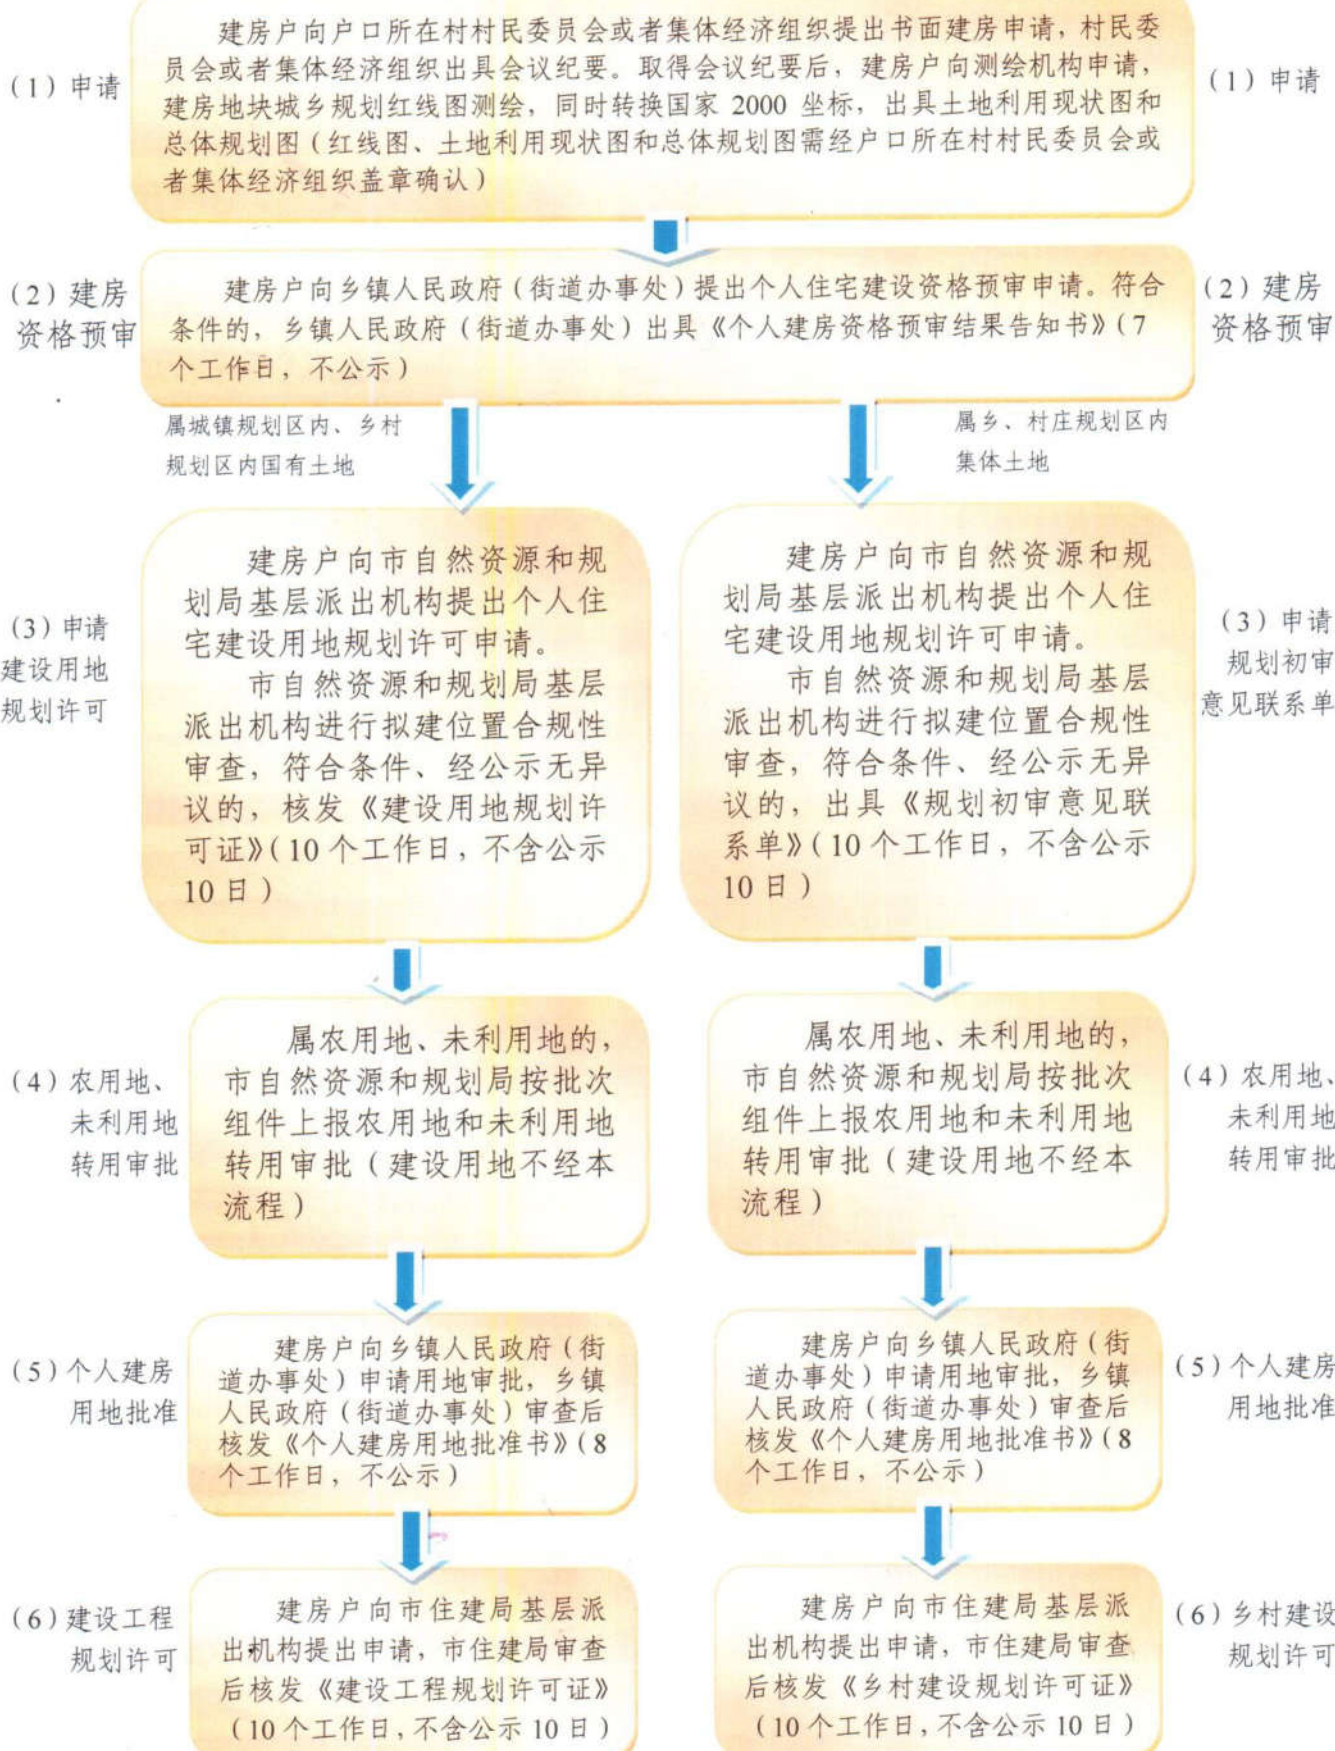 (1)申请
建房户向户口所在村村民委员会或者集体经济组织提出书面建房申请,村民委
员会或者集体经济组织出具会议纪要。取得会议纪要后,建房户向测绘机构申请,
建房地块城乡规划红线图测绘,同时转换国家 2000 坐标,出具土地利用现状图和
总体规划图(红线图、土地利用现状图和总体规划图需经户口所在村村民委员会或
者集体经济组织盖章确认)
(1)申请
(2)建房
资格预审
建房户向乡镇人民政府(街道办事处)提出个人住宅建设资格预审申请。符合
条件的,乡镇人民政府(街道办事处)出具《个人建房资格预审结果告知书》(7
个工作日,不公示)
(2)建房
资格预审
属城镇规划区内、乡村
规划区内国有土地
属乡、村庄规划区内
集体土地
(3)申请
建设用地
规划许可
建房户向市自然资源和规
划局基层派出机构提出个人住
宅建设用地规划许可申请。
市自然资源和规划局基层
派出机构进行拟建位置合规性
审查,符合条件、经公示无异
议的,核发《建设用地规划许
可证》(10个工作日,不含公示
10日)
建房户向市自然资源和规
划局基层派出机构提出个人住
宅建设用地规划许可申请。
市自然资源和规划局基层
派出机构进行拟建位置合规性
审查,符合条件、经公示无异
议的,出具《规划初审意见联
系单》(10个工作日,不含公示
10日)
(3)申请
规划初审
意见联系单
(4)农用地、
未利用地
转用审批
属农用地、未利用地的,
市自然资源和规划局按批次
组件上报农用地和未利用地
转用审批(建设用地不经本
流程)
属农用地、未利用地的,
市自然资源和规划局按批次
组件上报农用地和未利用地
转用审批(建设用地不经本
流程)
(4)农用地、
未利用地
转用审批
(5)个人建房
用地批准
建房户向乡镇人民政府(街
道办事处)申请用地审批,乡镇
人民政府(街道办事处)审查后
核发《个人建房用地批准书》(8
个工作日,不公示)
建房户向乡镇人民政府(街
道办事处)申请用地审批,乡镇
人民政府(街道办事处)审查后
核发《个人建房用地批准书》(8
个工作日,不公示)
(5)个人建房
用地批准
(6)建设工程
规划许可
建房户向市住建局基层派
出机构提出申请,市住建局审查
后核发《建设工程规划许可证》
(10个工作日,不含公示10日)
建房户向市住建局基层派
出机构提出申请,市住建局审查
后核发《乡村建设规划许可证》
(10个工作日,不含公示10日)
(6)乡村建设
规划许可